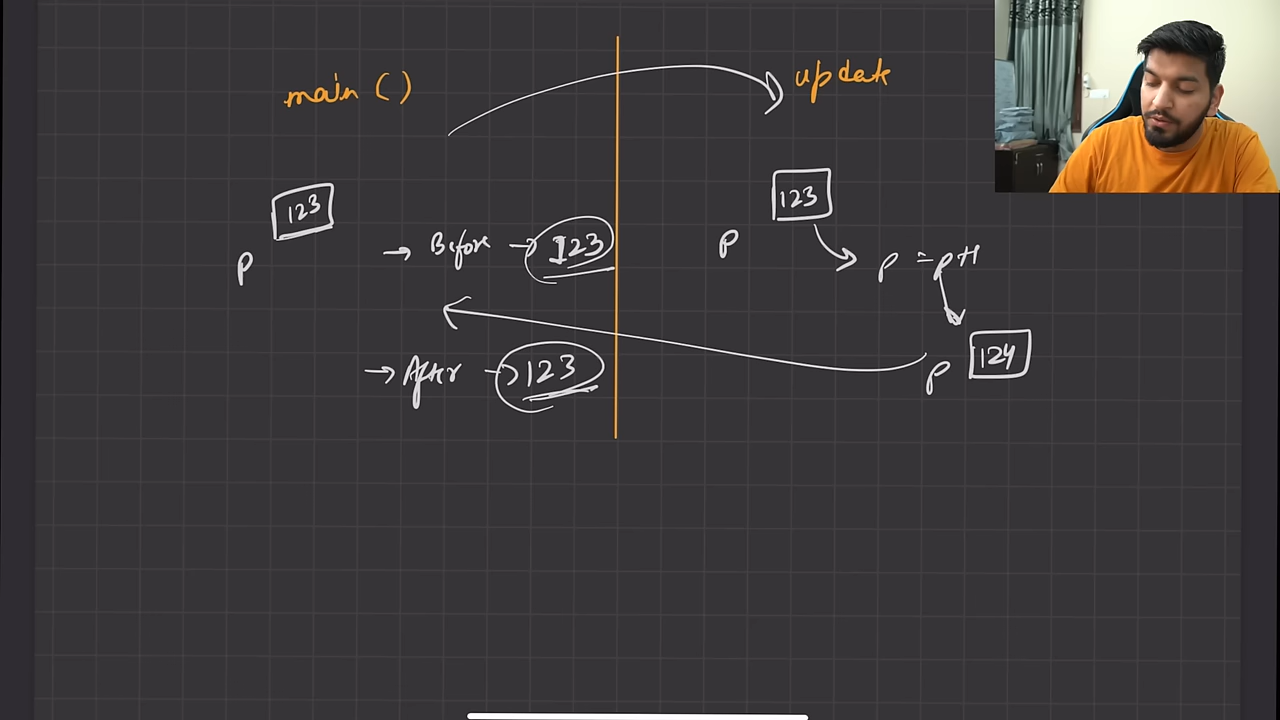 main ()
update
123
p
→ Before → 123
123
p
p = p+1
→ After → 123
p
124